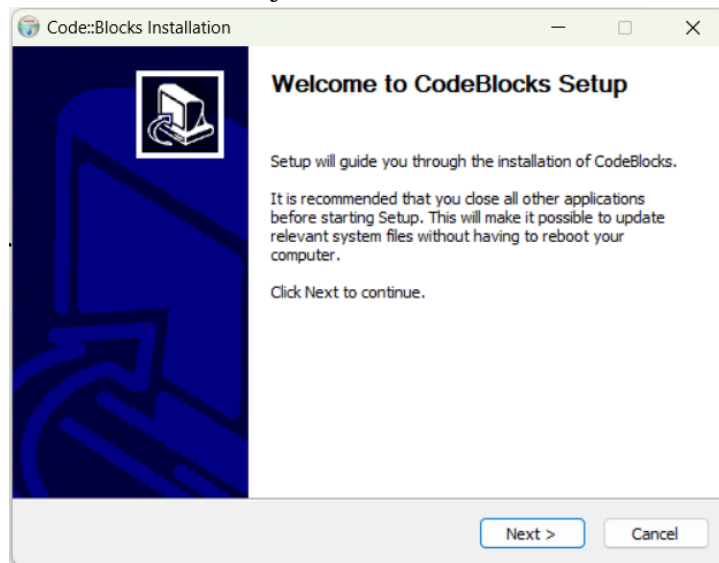 Code::Blocks Installation
Welcome to CodeBlocks Setup
Setup will guide you through the installation of CodeBlocks.
It is recommended that you close all other applications
before starting Setup. This will make it possible to update
relevant system files without having to reboot your
computer.
Click Next to continue.
Next >
Cancel